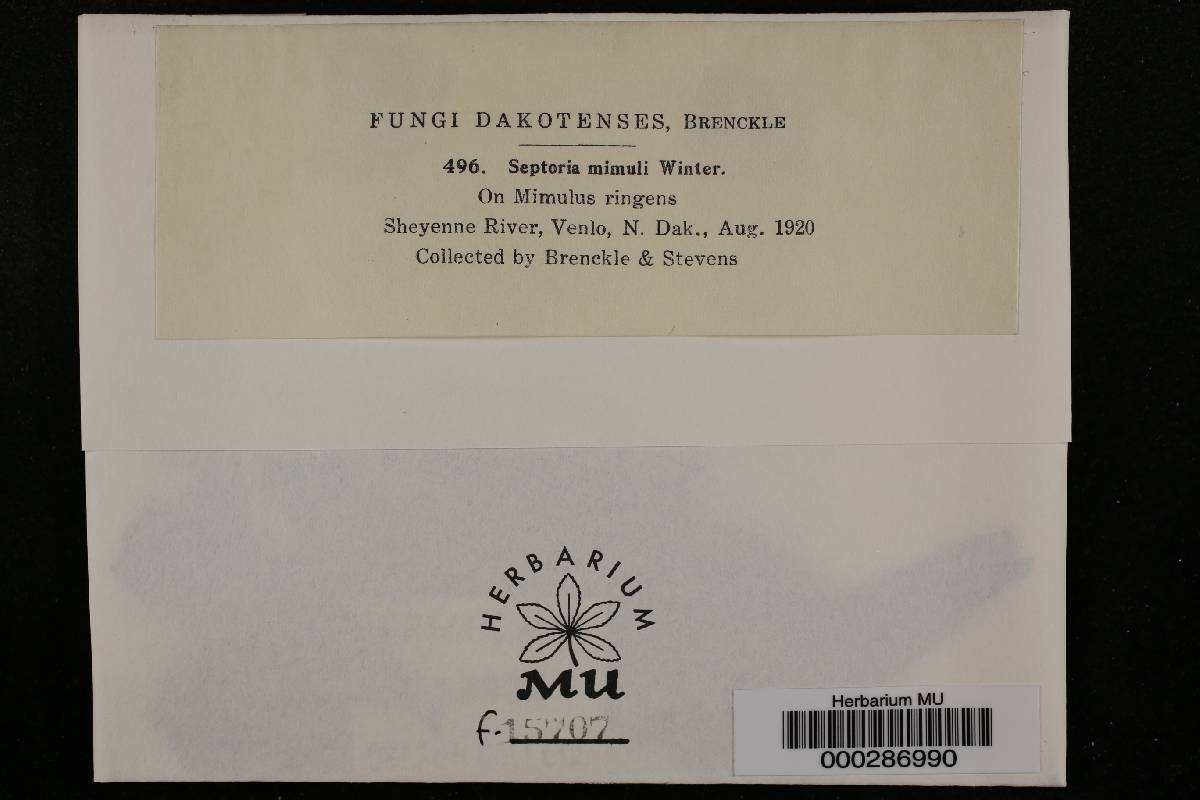 FUNGI DAKOTENSES, BRENCKLE
496. Septoria mimuli Winter.
On Mimulus ringens
Sheyenne River, Venlo, N. Dak., Aug. 1920
Collected by Brenckle & Stevens
HERBARIUM
MU
f-15707
Herbarium MU
000286990